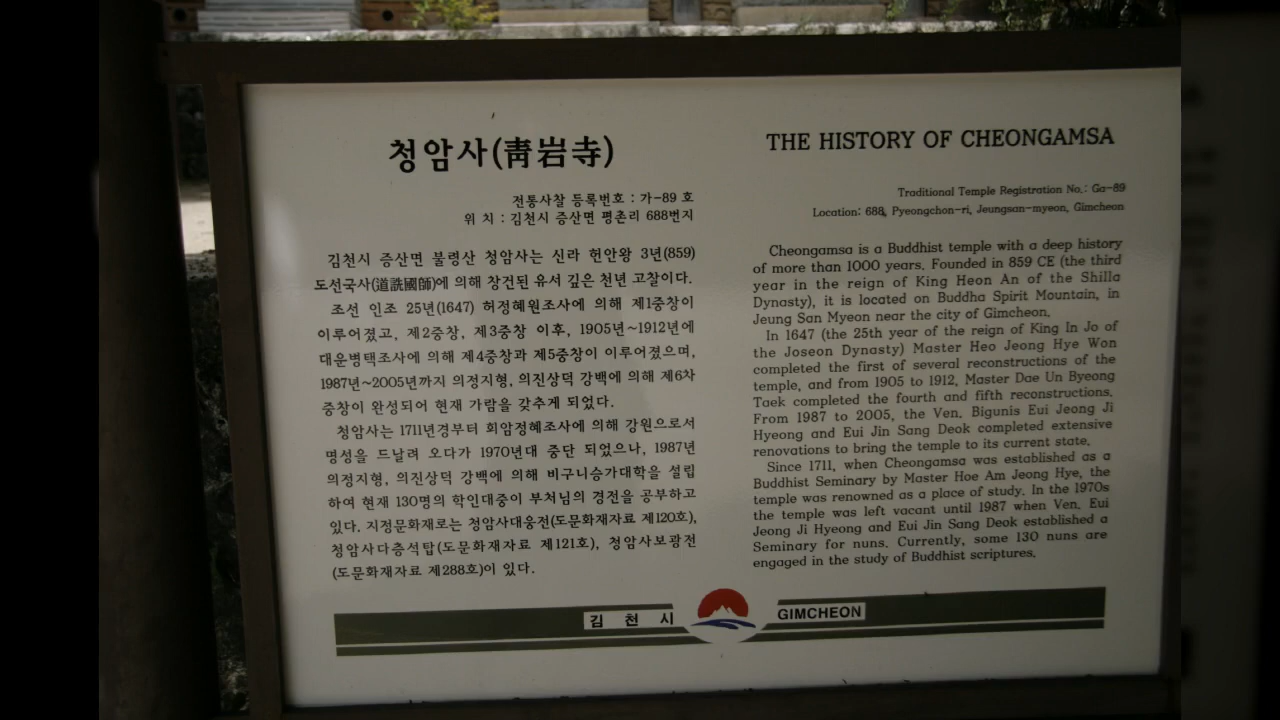 청암사(靑岩寺)
전통사찰 등록번호 : 가-89 호
위 치 : 김천시 증산면 평촌리 688번지
김천시 증산면 불령산 청암사는 신라 헌안왕 3년(859)
도선국사(道詵國師)에 의해 창건된 유서 깊은 천년 고찰이다.
조선 인조 25년(1647) 허정혜원조사에 의해 제1중창이
이루어졌고, 제2중창, 제3중창 이후, 1905년~1912년에
대운병택조사에 의해 제4중창과 제5중창이 이루어졌으며,
1987년~2005년까지 의정지형, 의진상덕 강백에 의해 제6차
중창이 완성되어 현재 가람을 갖추게 되었다.
청암사는 1711년경부터 회암정혜조사에 의해 강원으로서
명성을 드날려 오다가 1970년대 중단 되었으나, 1987년
의정지형, 의진상덕 강백에 의해 비구니승가대학을 설립
하여 현재 130명의 학인대중이 부처님의 경전을 공부하고
있다. 지정문화재로는 청암사대웅전(도문화재자료 제120호),
청암사다층석탑(도문화재자료 제121호), 청암사보광전
(도문화재자료 제288호)이 있다.
THE HISTORY OF CHEONGAMSA
Traditional Temple Registration No.: Ga-89
Location: 688, Pyeongchon-ri, Jeungsan-myeon, Gimcheon
Cheongamsa is a Buddhist temple with a deep history
of more than 1000 years. Founded in 859 CE (the third
year in the reign of King Heon An of the Shilla
Dynasty), it is located on Buddha Spirit Mountain, in
Jeung San Myeon near the city of Gimcheon.
In 1647 (the 25th year of the reign of King In Jo of
the Joseon Dynasty) Master Heo Jeong Hye Won
completed the first of several reconstructions of the
temple, and from 1905 to 1912, Master Dae Un Byeong
Taek completed the fourth and fifth reconstructions.
From 1987 to 2005, the Ven. Bigunis Eui Jeong Ji
Hyeong and Eui Jin Sang Deok completed extensive
renovations to bring the temple to its current state.
Since 1711, when Cheongamsa was established as a
Buddhist Seminary by Master Hoe Am Jeong Hye, the
temple was renowned as a place of study. In the 1970s
the temple was left vacant until 1987 when Ven. Eui
Jeong Ji Hyeong and Eui Jin Sang Deok established a
Seminary for nuns. Currently, some 130 nuns are
engaged in the study of Buddhist scriptures.
김 천 시
GIMCHEON